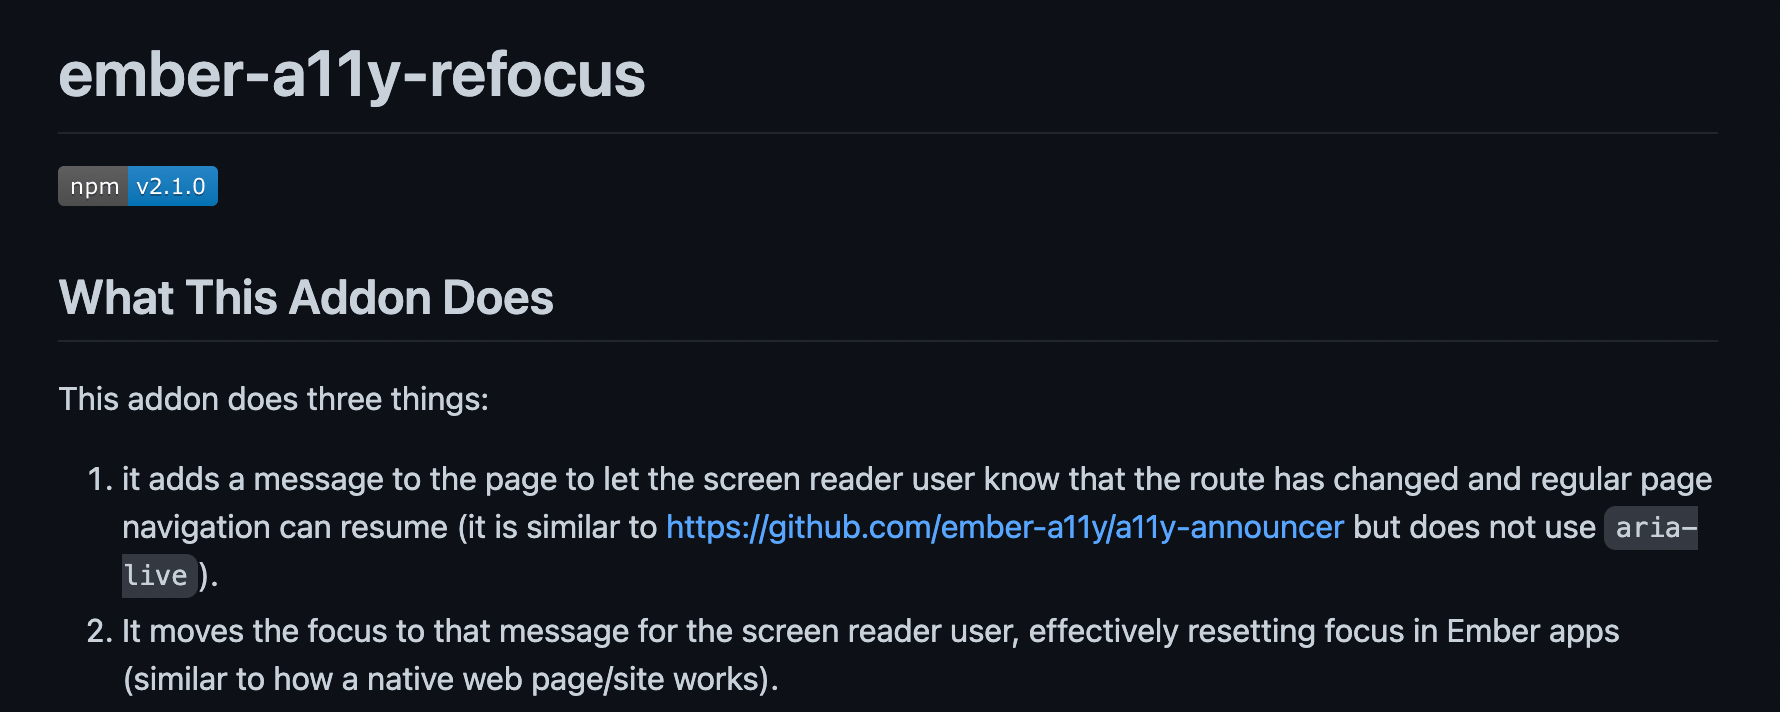 ember-a11y-refocus
npm v2.1.0
What This Addon Does
This addon does three things:
1. it adds a message to the page to let the screen reader user know that the route has changed and regular page
navigation can resume (it is similar to https://github.com/ember-a11y/a11y-announcer but does not use aria-
live ).
2. It moves the focus to that message for the screen reader user, effectively resetting focus in Ember apps
(similar to how a native web page/site works).